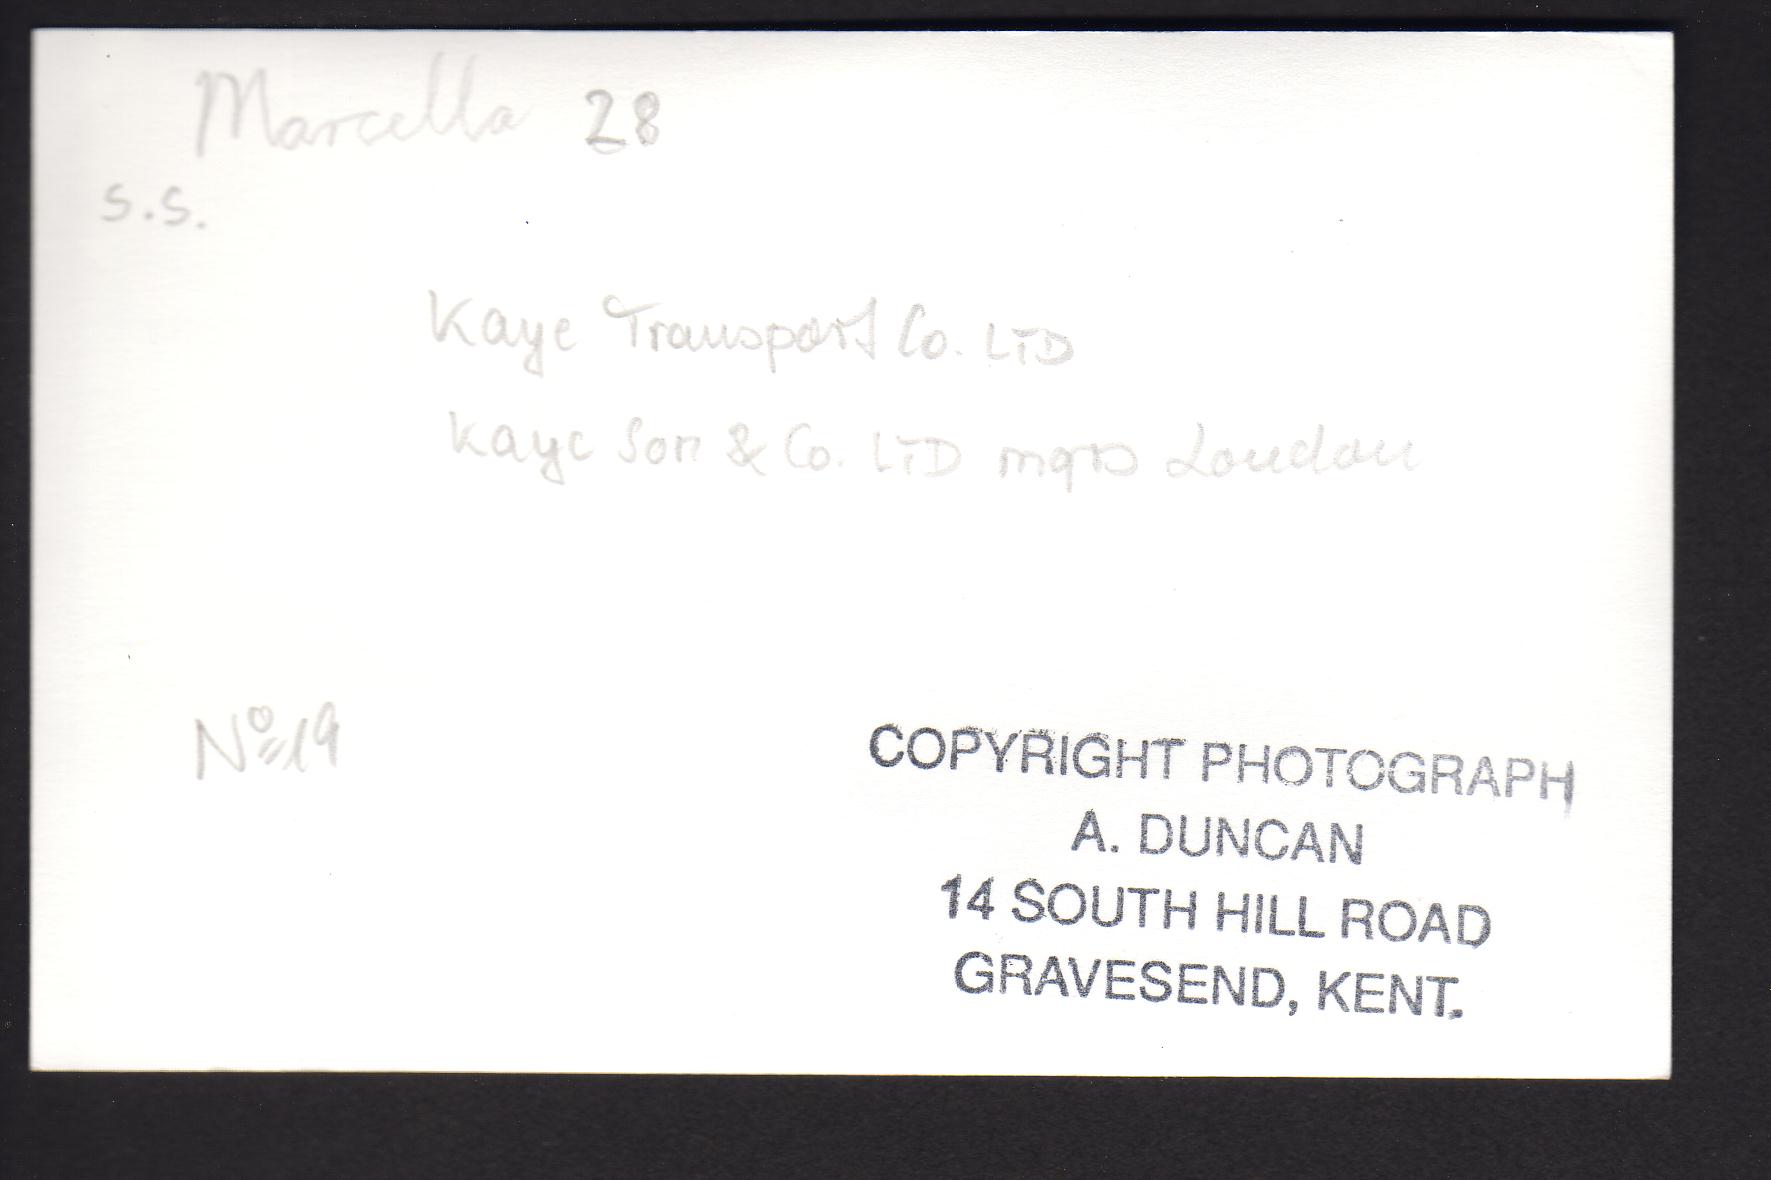 Marcella 28
S.S.
Kaye Transport Co. LTD
Kaye Son & Co. LTD mgrs London
Nº 19
COPYRIGHT PHOTOGRAPH
A. DUNCAN
14 SOUTH HILL ROAD
GRAVESEND, KENT.